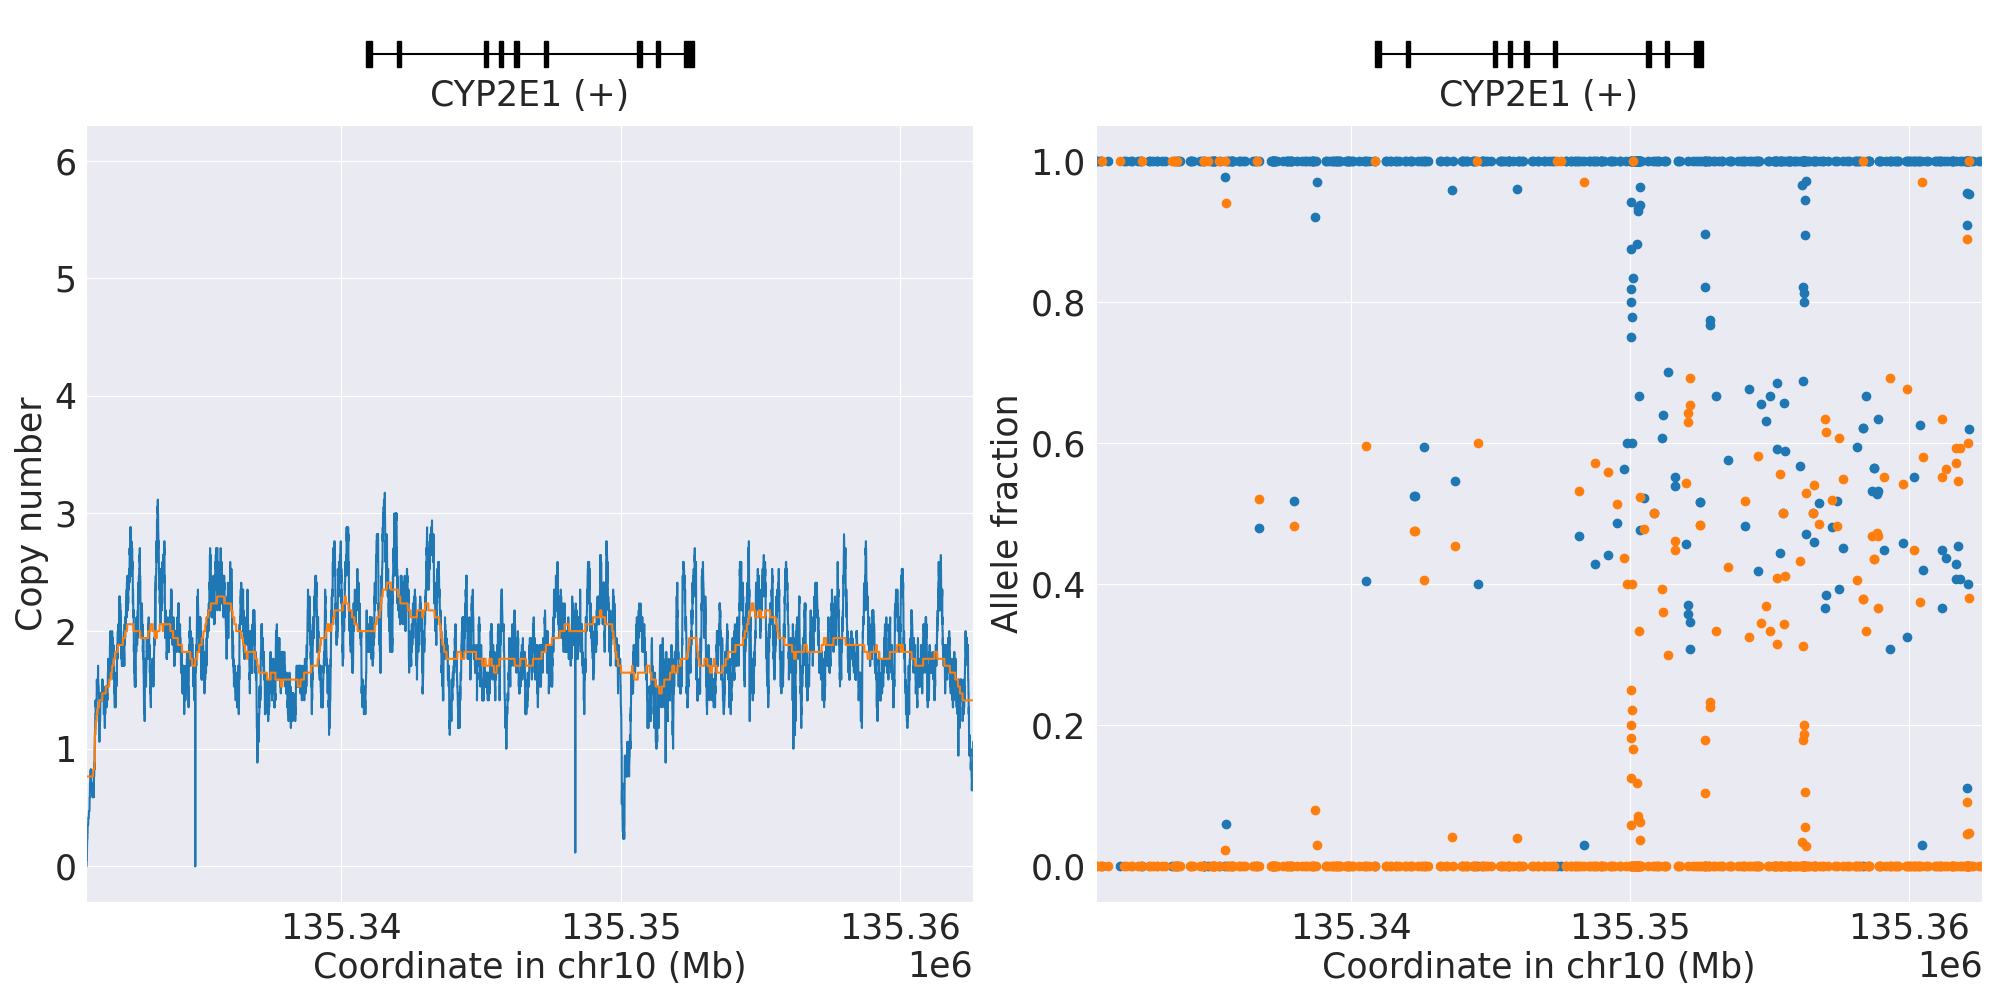 CYP2E1 (+)
Copy number
6
5
4
3
2
1
0
135.34
135.35
135.36
Coordinate in chr10 (Mb)
1e6
CYP2E1 (+)
Allele fraction
1.0
0.8
0.6
0.4
0.2
0.0
135.34
135.35
135.36
Coordinate in chr10 (Mb)
1e6